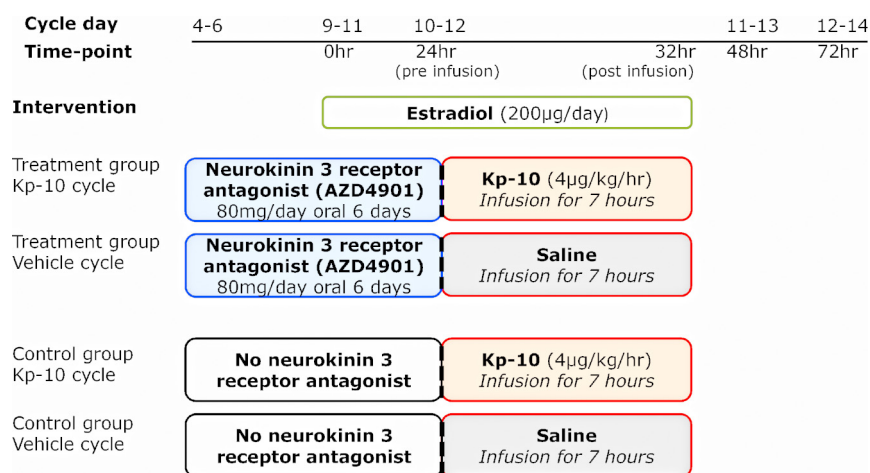 Cycle day 4-6 9-11 10-12 11-13 12-14
Time-point 0hr 24hr 32hr 48hr 72hr
(pre infusion) (post infusion)
Intervention
Estradiol (200µg/day)
Treatment group
Kp-10 cycle
Neurokinin 3 receptor
antagonist (AZD4901)
80mg/day oral 6 days
Kp-10 (4µg/kg/hr)
Infusion for 7 hours
Treatment group
Vehicle cycle
Neurokinin 3 receptor
antagonist (AZD4901)
80mg/day oral 6 days
Saline
Infusion for 7 hours
Control group
Kp-10 cycle
No neurokinin 3
receptor antagonist
Kp-10 (4µg/kg/hr)
Infusion for 7 hours
Control group
Vehicle cycle
No neurokinin 3
receptor antagonist
Saline
Infusion for 7 hours